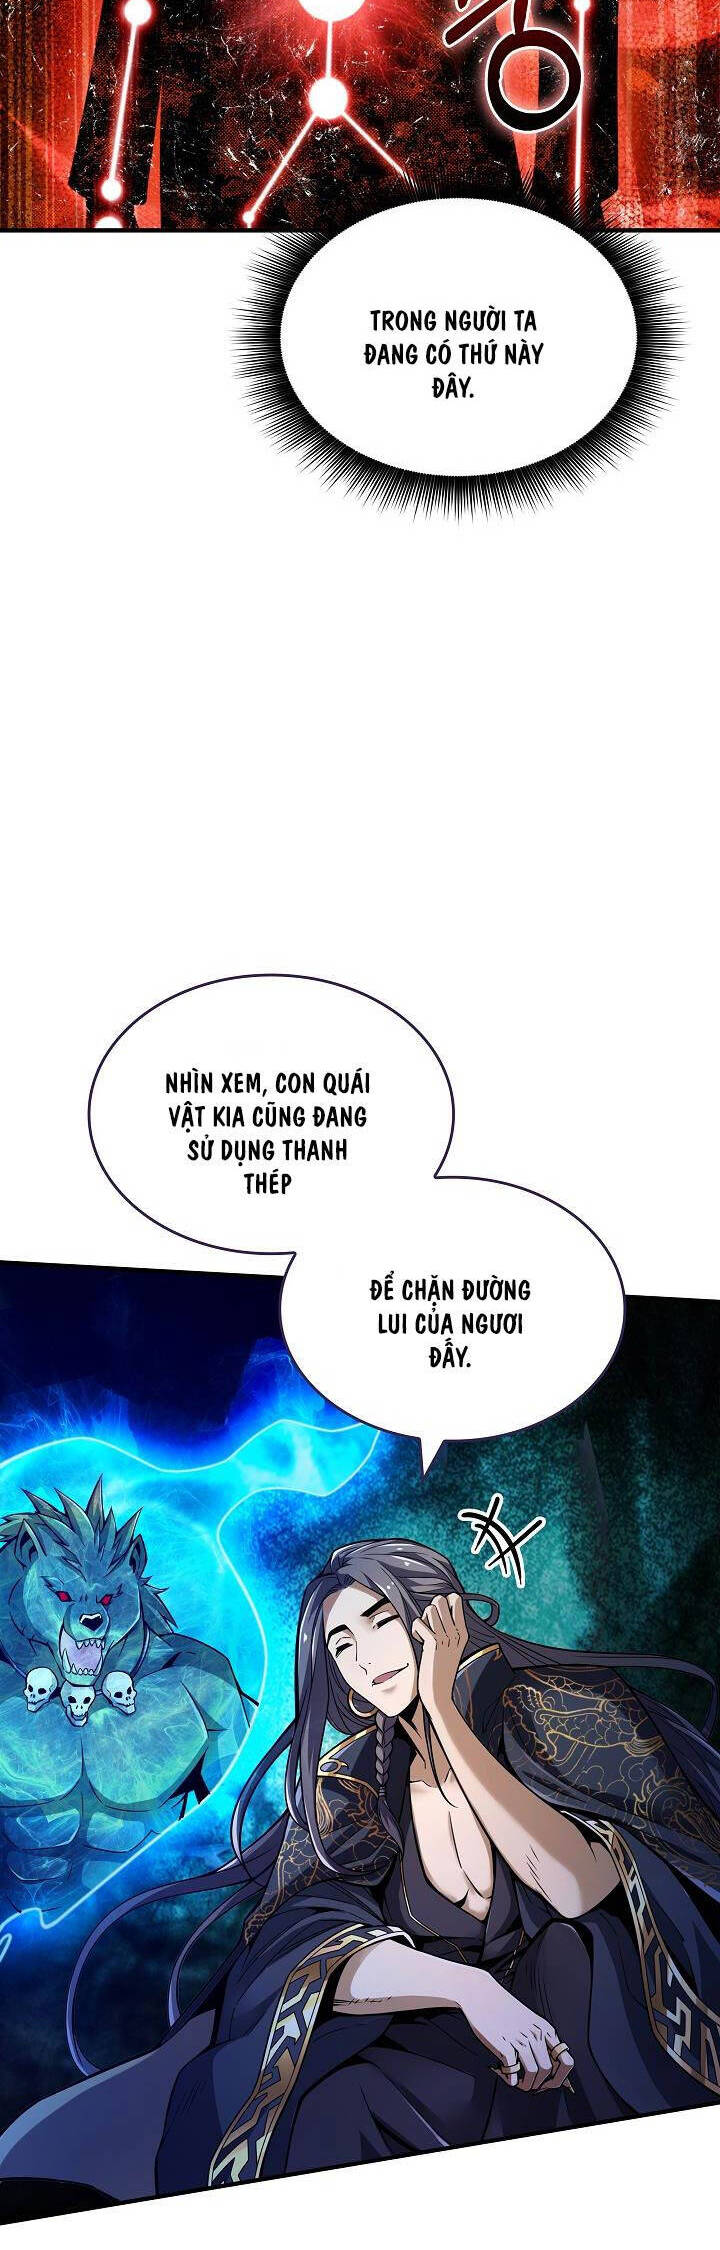 TRONG NGƯỜI TA
ĐANG CÓ THỨ NÀY
ĐÂY.
NHÌN XEM, CON QUÁI
VẬT KIA CŨNG ĐANG
SỬ DỤNG THANH
THÉP
ĐỂ CHẶN ĐƯỜNG
LUI CỦA NGƯƠI
ĐẤY.